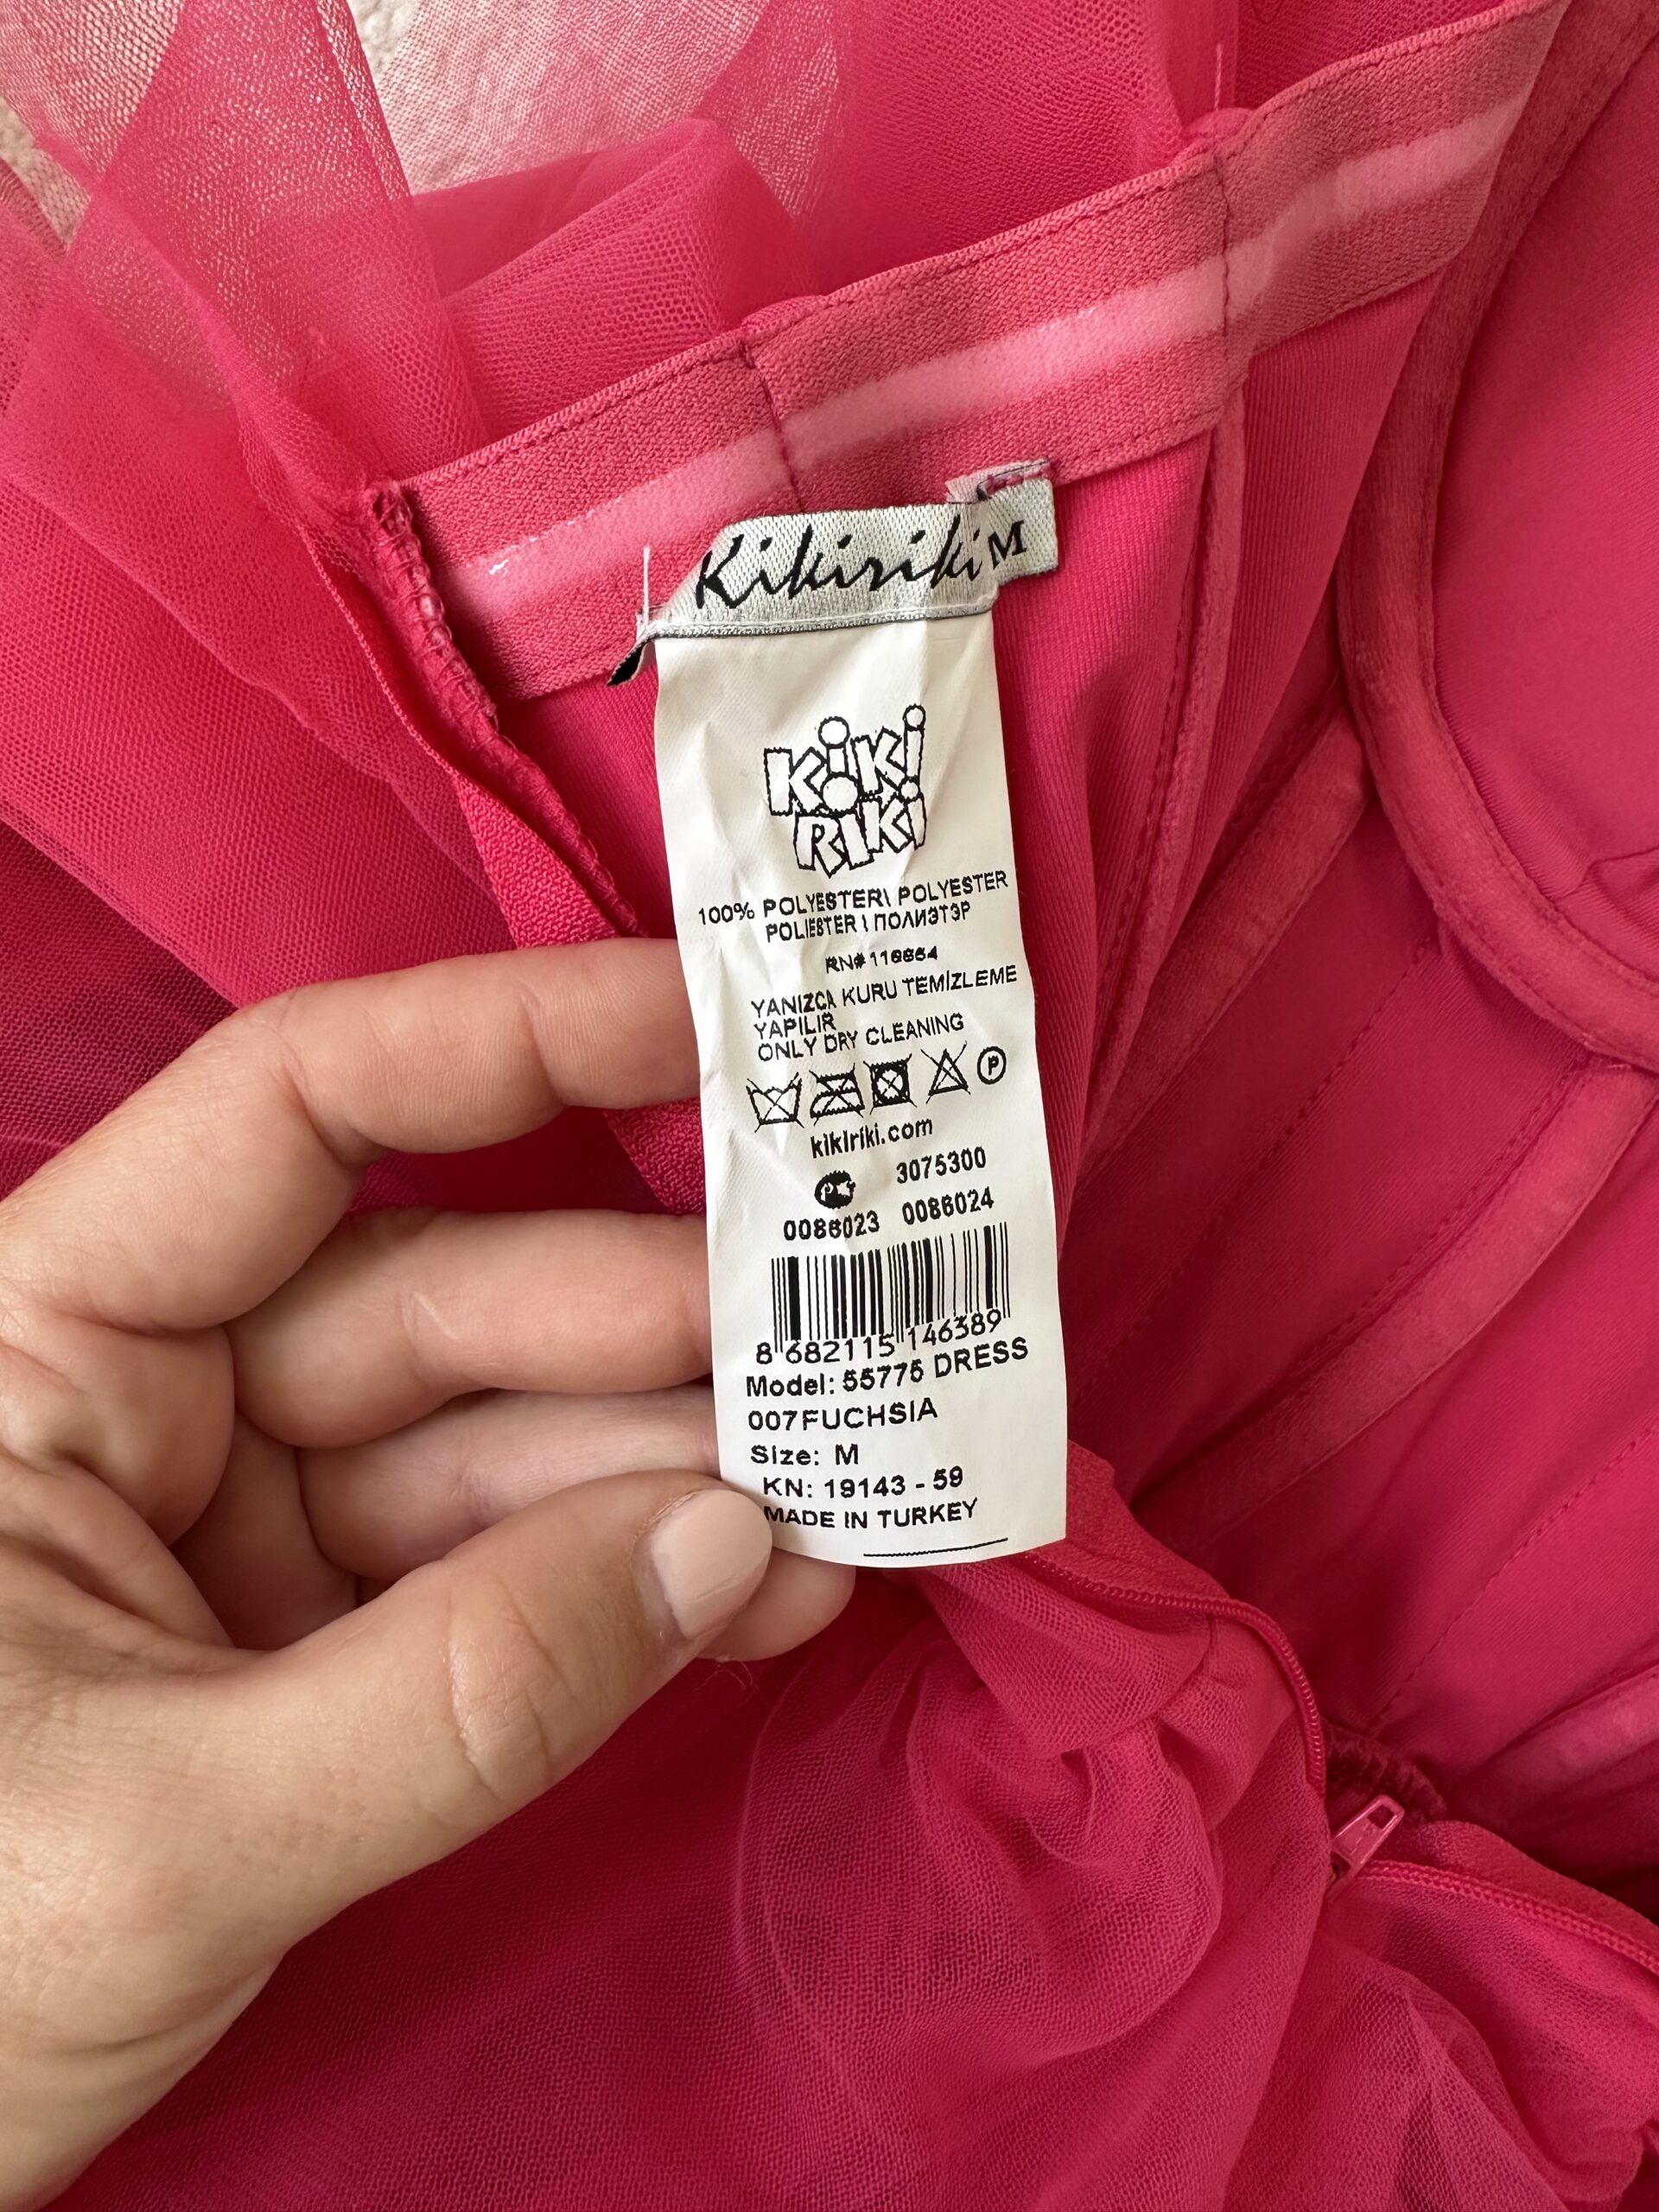 Kikiriki M
KIKI
RIKI
100% POLYESTER\ POLYESTER
POLIESTER \ ПОЛИЭТЭР
RN# 116664
YANIZCA KURU TEMİZLEME
YAPILIR
ONLY DRY CLEANING
P
kikiriki.com
3075300
0086023 0086024
8 682115 146389
Model: 55775 DRESS
007FUCHSIA
Size: M
KN: 19143 - 59
MADE IN TURKEY